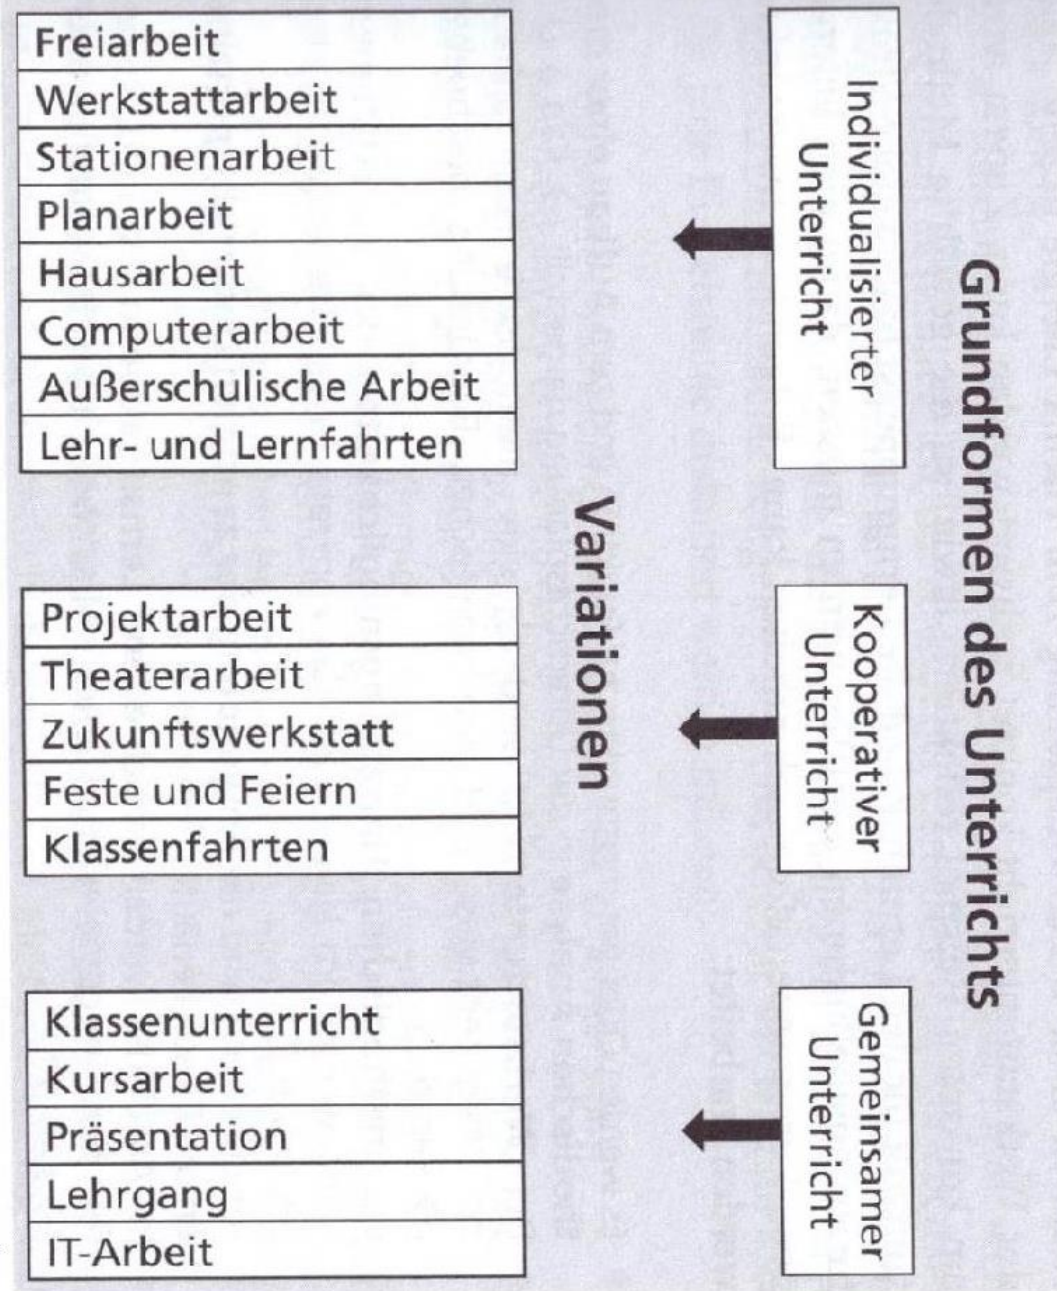 Grundformen des Unterrichts
Individualisierter
Unterricht
Kooperativer
Unterricht
Gemeinsamer
Unterricht
Variationen
Freiarbeit
Werkstattarbeit
Stationenarbeit
Planarbeit
Hausarbeit
Computerarbeit
Außerschulische Arbeit
Lehr- und Lernfahrten
Projektarbeit
Theaterarbeit
Zukunftswerkstatt
Feste und Feiern
Klassenfahrten
Klassenunterricht
Kursarbeit
Präsentation
Lehrgang
IT-Arbeit